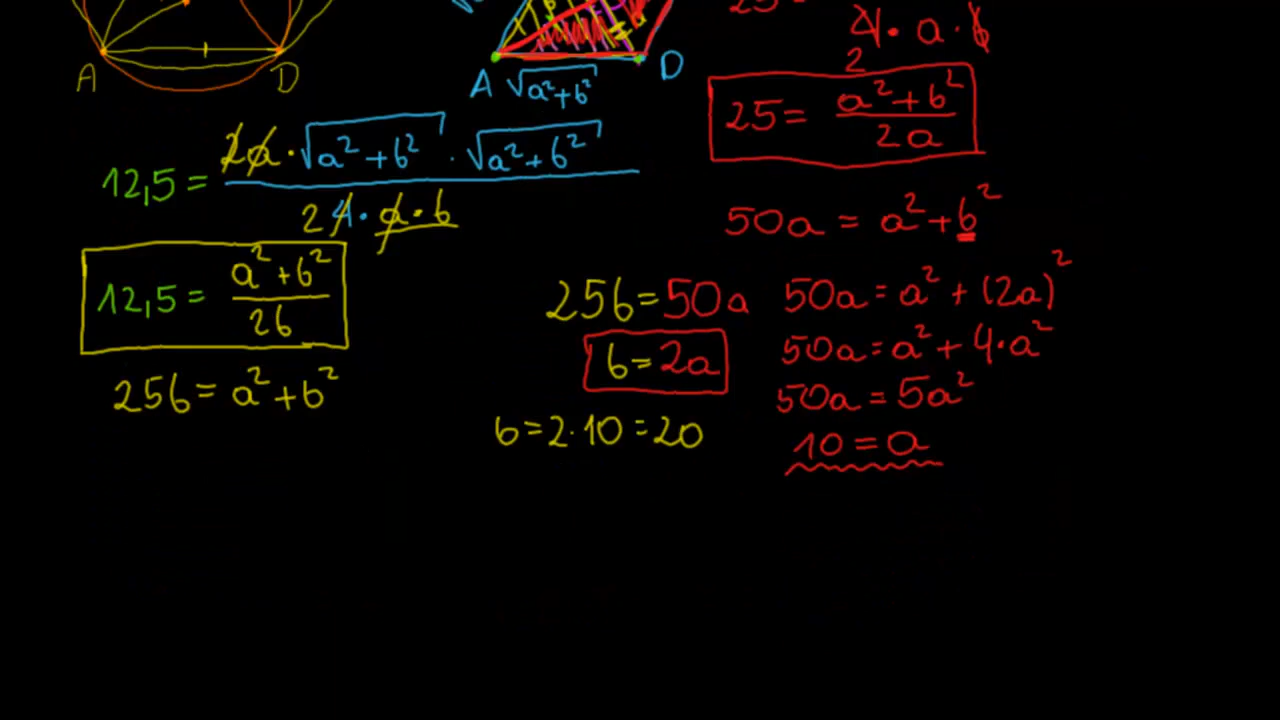 A D
A √a²+b² D
4 · a · b
2
12,5 = 2a · √a²+b² · √a²+b² / 2 4 · a · b
25 = a²+b² / 2a
50a = a²+b²
12,5 = a²+b² / 2b
25b = a²+b²
25b = 50a
b = 2a
b = 2·10 = 20
50a = a² + (2a)²
50a = a² + 4·a²
50a = 5a²
10 = a